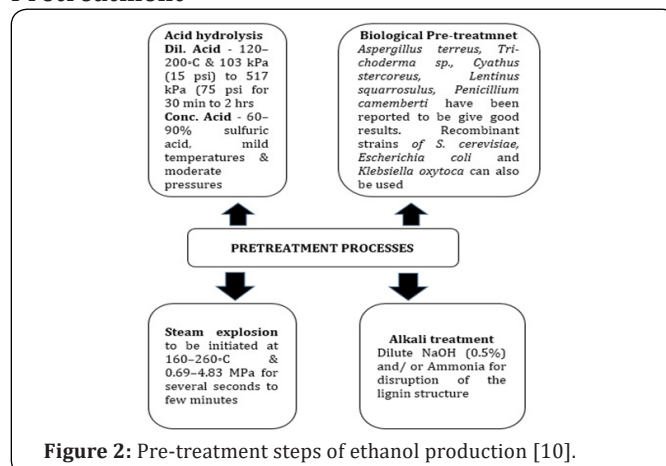 Pretreatment
Acid hydrolysis
Dil. Acid - 120–
200◦C & 103 kPa
(15 psi) to 517
kPa (75 psi for
30 min to 2 hrs
Conc. Acid - 60–
90% sulfuric
acid, mild
temperatures &
moderate
pressures
Biological Pre-treatmnet
Aspergillus terreus, Tri-
choderma sp., Cyathus
stercoreus, Lentinus
squarrosulus, Penicillium
camemberti have been
reported to be give good
results. Recombinant
strains of S. cerevisiae,
Escherichia coli and
Klebsiella oxytoca can also
be used
PRETREATMENT PROCESSES
Steam explosion
to be initiated at
160–260◦C &
0.69–4.83 MPa for
several seconds to
few minutes
Alkali treatment
Dilute NaOH (0.5%)
and/ or Ammonia for
disruption of the
lignin structure
Figure 2: Pre-treatment steps of ethanol production [10].